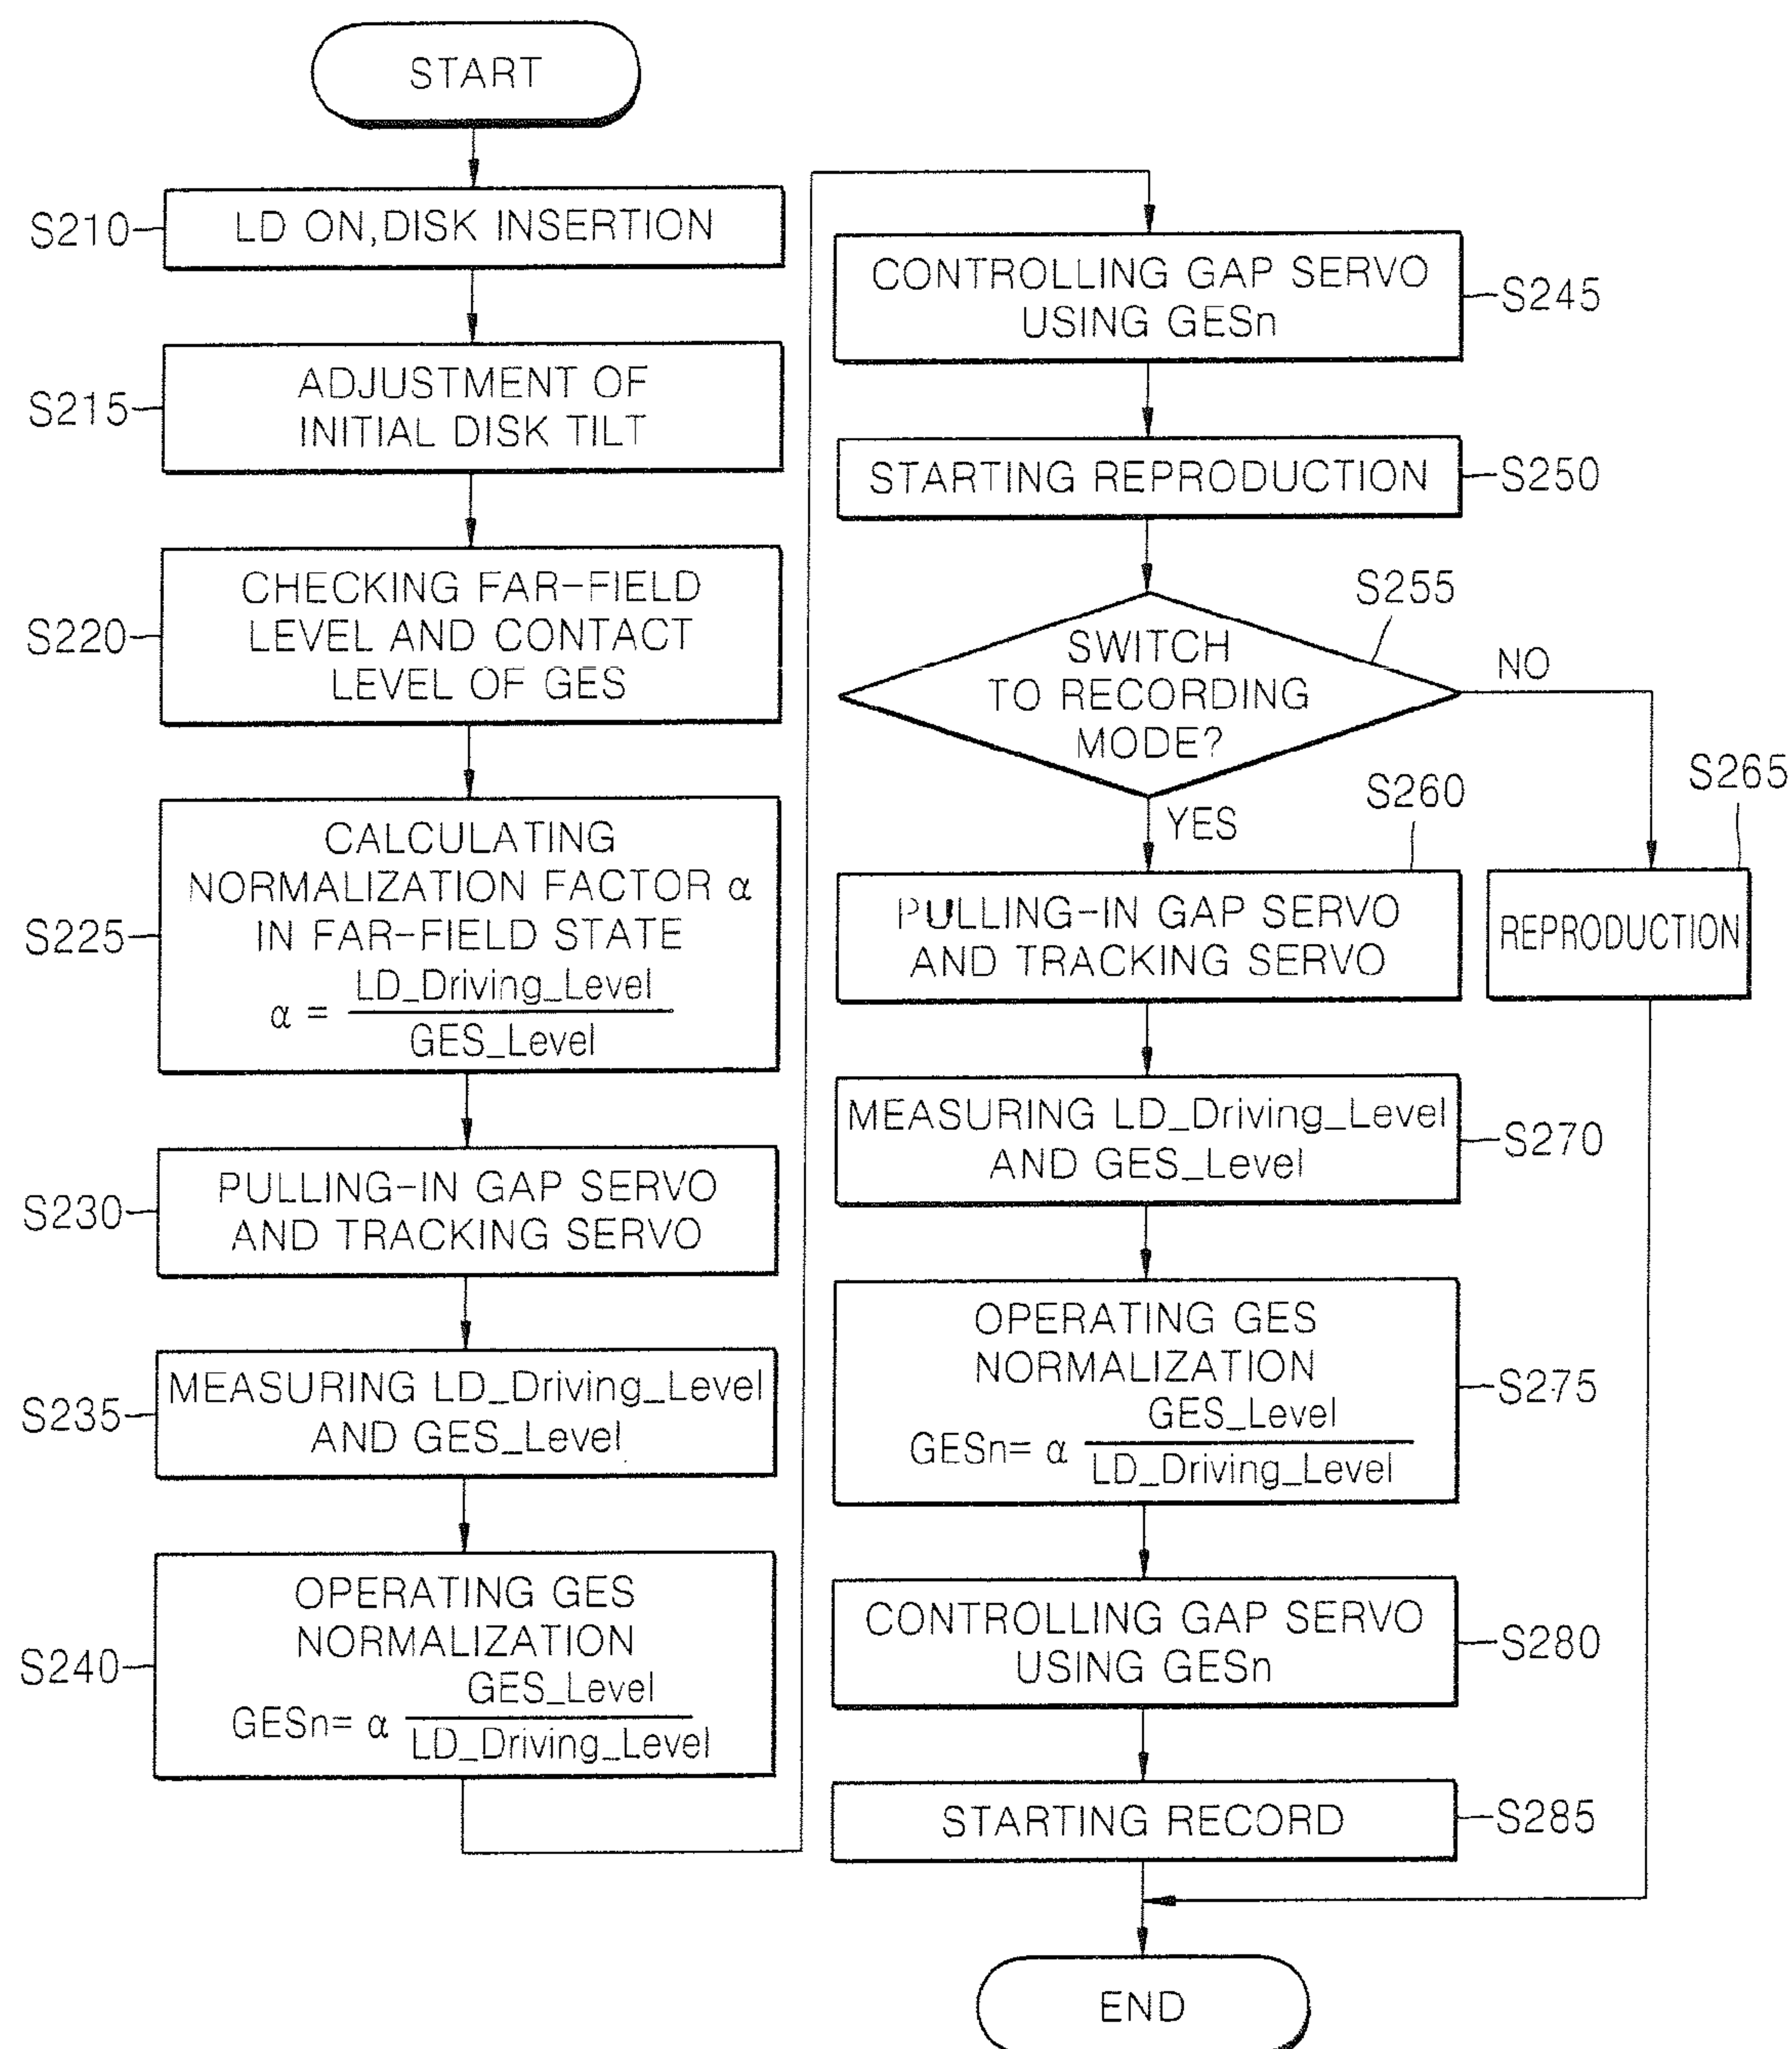 START
S210
LD ON,DISK INSERTION
S215
ADJUSTMENT OF
INITIAL DISK TILT
S220
CHECKING FAR-FIELD
LEVEL AND CONTACT
LEVEL OF GES
S225
CALCULATING
NORMALIZATION FACTOR α
IN FAR-FIELD STATE
α = LD_Driving_Level
GES_Level
S230
PULLING-IN GAP SERVO
AND TRACKING SERVO
S235
MEASURING LD_Driving_Level
AND GES_Level
S240
OPERATING GES
NORMALIZATION
GESn= α GES_Level
LD_Driving_Level
CONTROLLING GAP SERVO
USING GESn
S245
STARTING REPRODUCTION
S250
S255
SWITCH
TO RECORDING
MODE?
NO
YES
S260
S265
PULLING-IN GAP SERVO
AND TRACKING SERVO
REPRODUCTION
MEASURING LD_Driving_Level
AND GES_Level
S270
OPERATING GES
NORMALIZATION
GESn= α GES_Level
LD_Driving_Level
S275
CONTROLLING GAP SERVO
USING GESn
S280
STARTING RECORD
S285
END